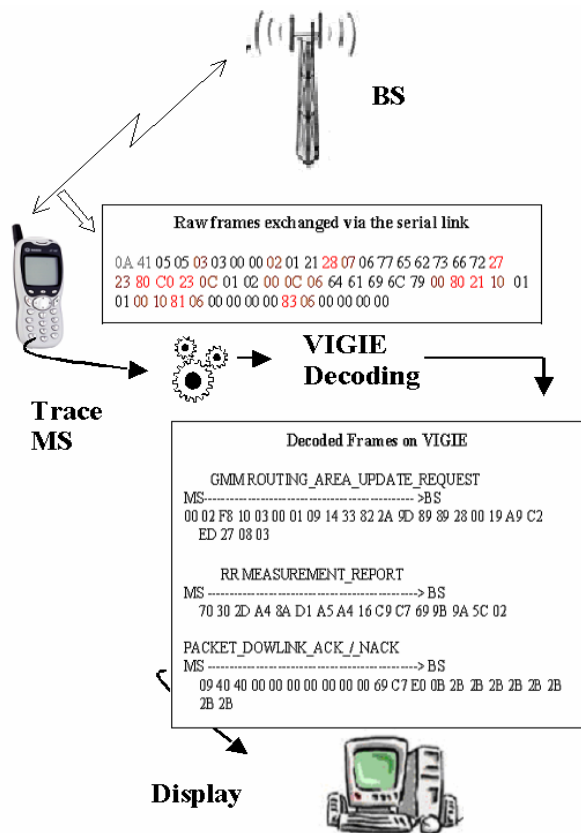 BS
Raw frames exchanged via the serial link
0A 41 05 05 03 03 00 00 02 01 21 28 07 06 77 65 62 73 66 72 27
23 80 C0 23 0C 01 02 00 0C 06 64 61 69 6C 79 00 80 21 10 01
01 00 10 81 06 00 00 00 00 83 06 00 00 00 00
VIGIE
Decoding
Trace
MS
Decoded Frames on VIGIE
GMM ROUTING_AREA_UPDATE_REQUEST
MS-------------------------------------------------- >BS
00 02 F8 10 03 00 01 09 14 33 82 2A 9D 89 89 28 00 19 A9 C2
ED 27 08 03
RR MEASUREMENT_REPORT
MS --------------------------------------------------> BS
70 30 2D A4 8A D1 A5 A4 16 C9 C7 69 9B 9A 5C 02
PACKET_DOWLINK_ACK_/_NACK
MS --------------------------------------------------> BS
09 40 40 00 00 00 00 00 00 00 69 C7 E0 0B 2B 2B 2B 2B 2B 2B
2B 2B
Display